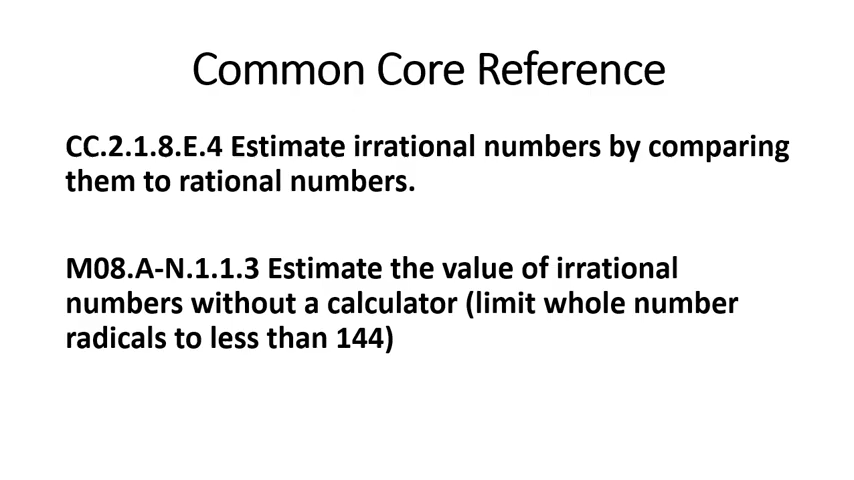 Common Core Reference
CC.2.1.8.E.4 Estimate irrational numbers by comparing
them to rational numbers.
M08.A-N.1.1.3 Estimate the value of irrational
numbers without a calculator (limit whole number
radicals to less than 144)